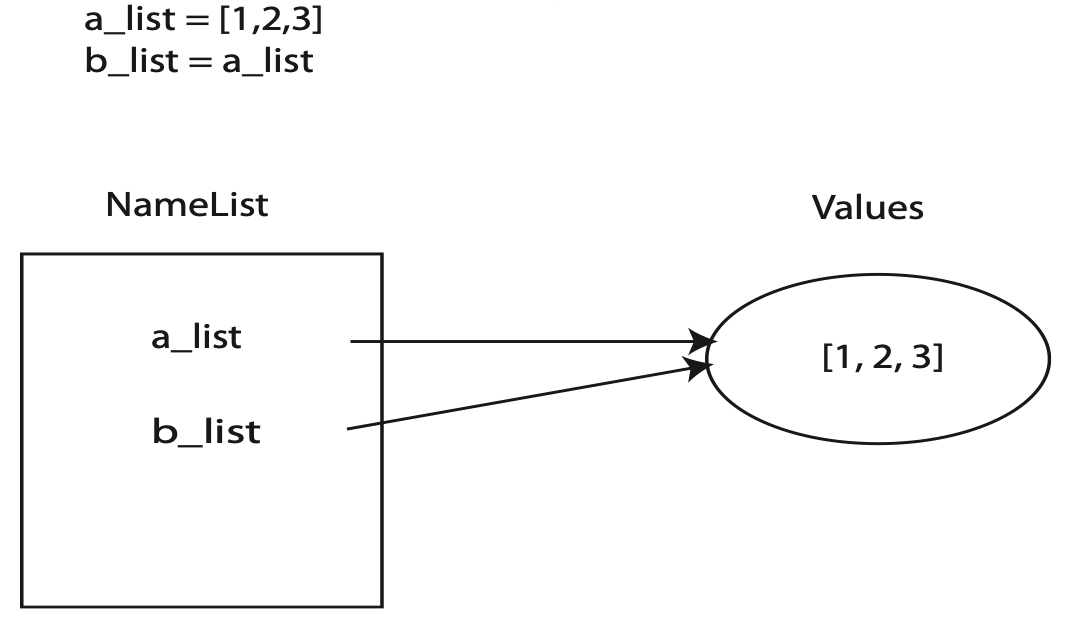 a_list = [1,2,3]
b_list = a_list
NameList
Values
a_list
[1, 2, 3]
b_list